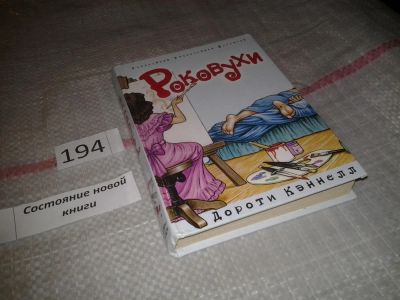 Роковухи
Дороти Кэннелл
194
Состояние новой
книги